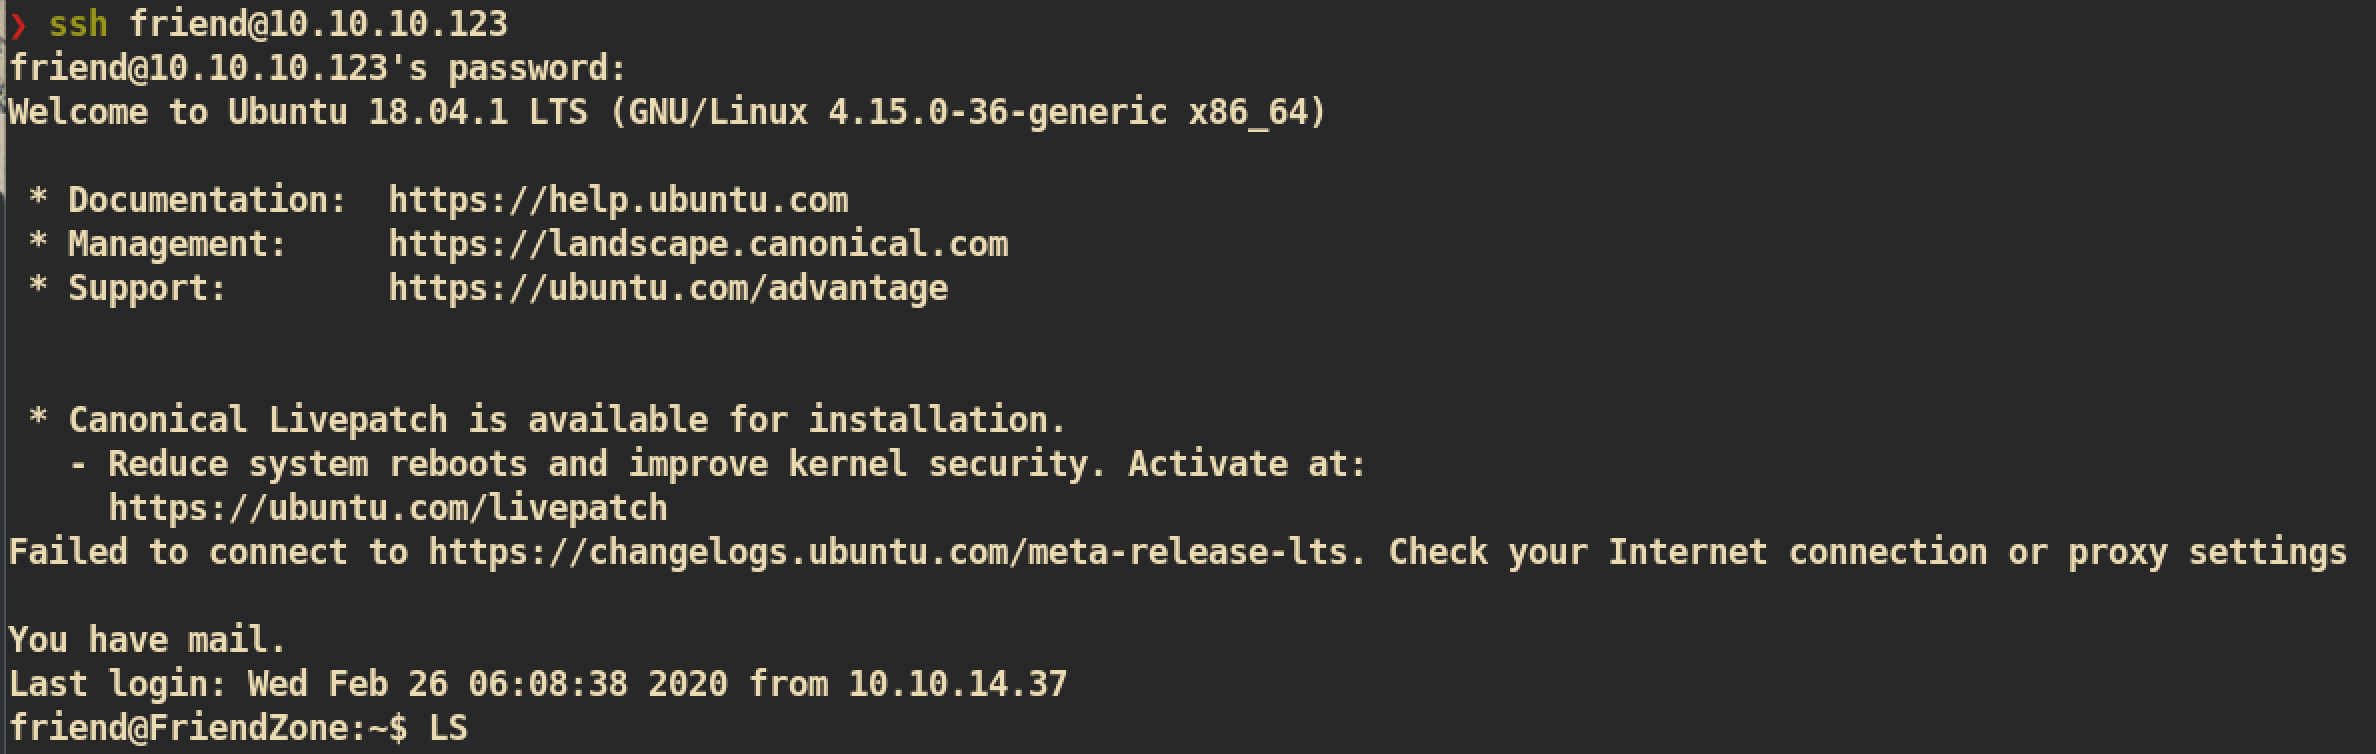 ❯ ssh friend@10.10.10.123
friend@10.10.10.123's password:
Welcome to Ubuntu 18.04.1 LTS (GNU/Linux 4.15.0-36-generic x86_64)
* Documentation:  https://help.ubuntu.com
* Management:     https://landscape.canonical.com
* Support:        https://ubuntu.com/advantage
* Canonical Livepatch is available for installation.
- Reduce system reboots and improve kernel security. Activate at:
https://ubuntu.com/livepatch
Failed to connect to https://changelogs.ubuntu.com/meta-release-lts. Check your Internet connection or proxy settings
You have mail.
Last login: Wed Feb 26 06:08:38 2020 from 10.10.14.37
friend@FriendZone:~$ LS